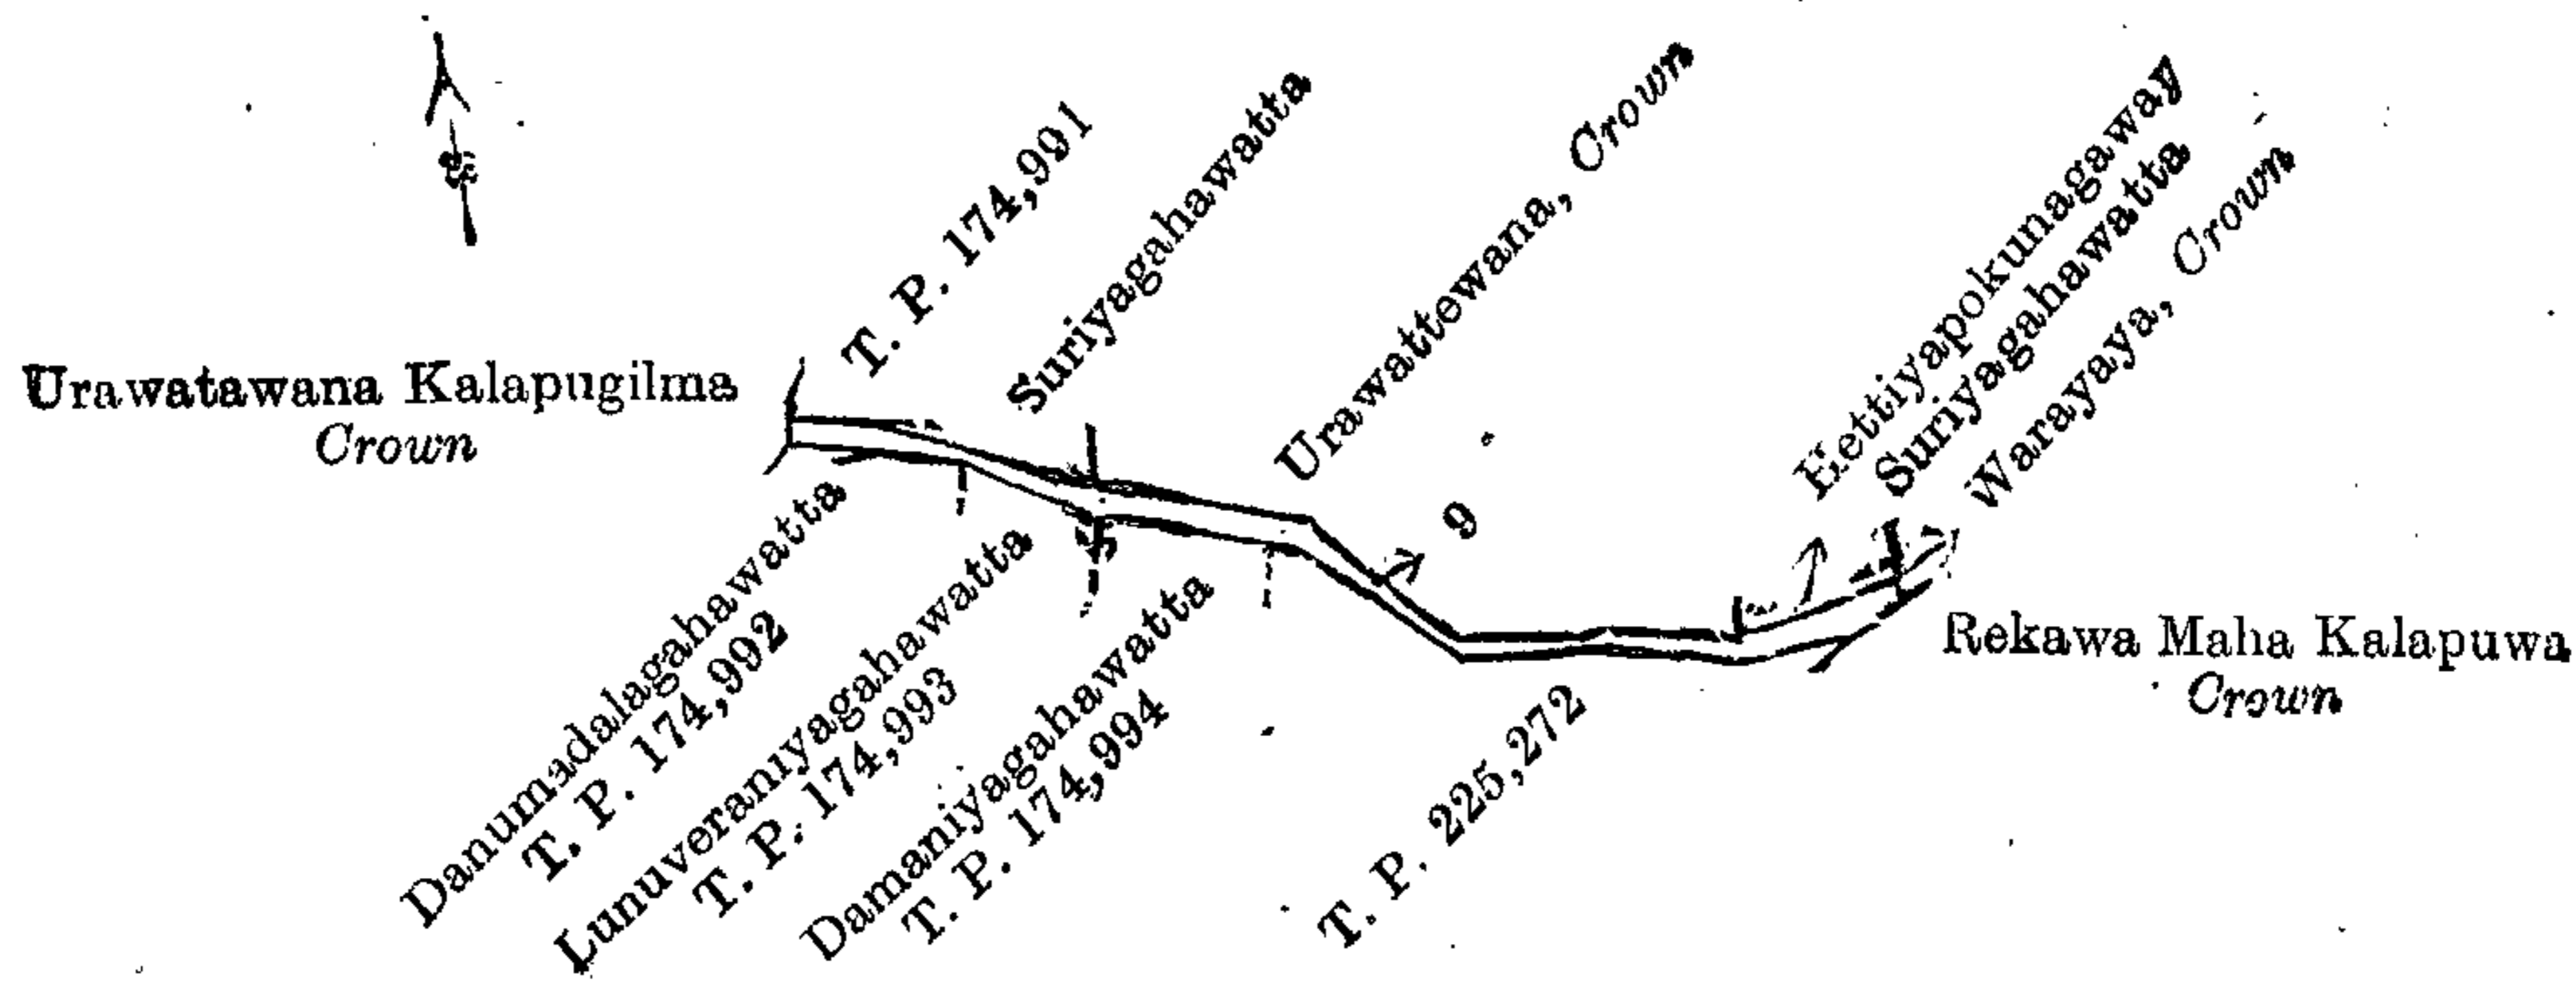 T. P. 174,991
Suriyagahawatta
Urawattewana, Crown
Eettiyapokunagaway
Suriyagahawatta
Warayaya, Crown
Urawatawana Kalapugilma
Crown
9
Rekawa Maha Kalapuwa
Crown
Danumadalagahawatta
T. P. 174,992
Lunuveraniyagahawatta
T. P. 174,993
Damaniyagahawatta
T. P. 174,994
T. P. 225,272